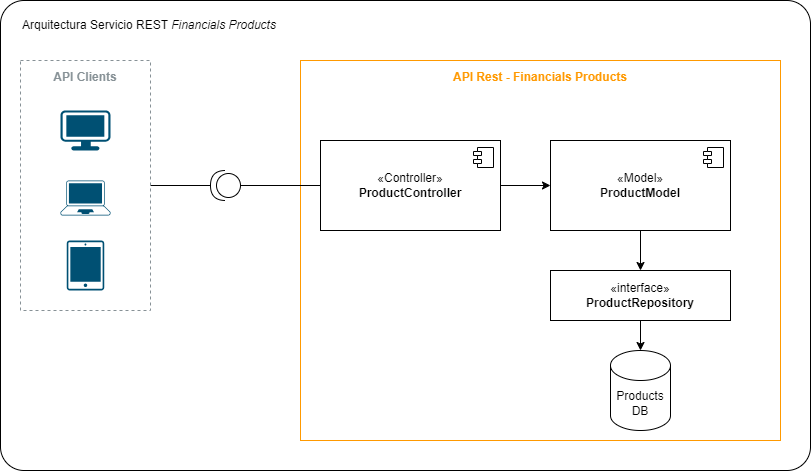 Arquitectura Servicio REST Financials Products
API Clients
API Rest - Financials Products
«Controller»
ProductController
«Model»
ProductModel
«interface»
ProductRepository
Products
DB